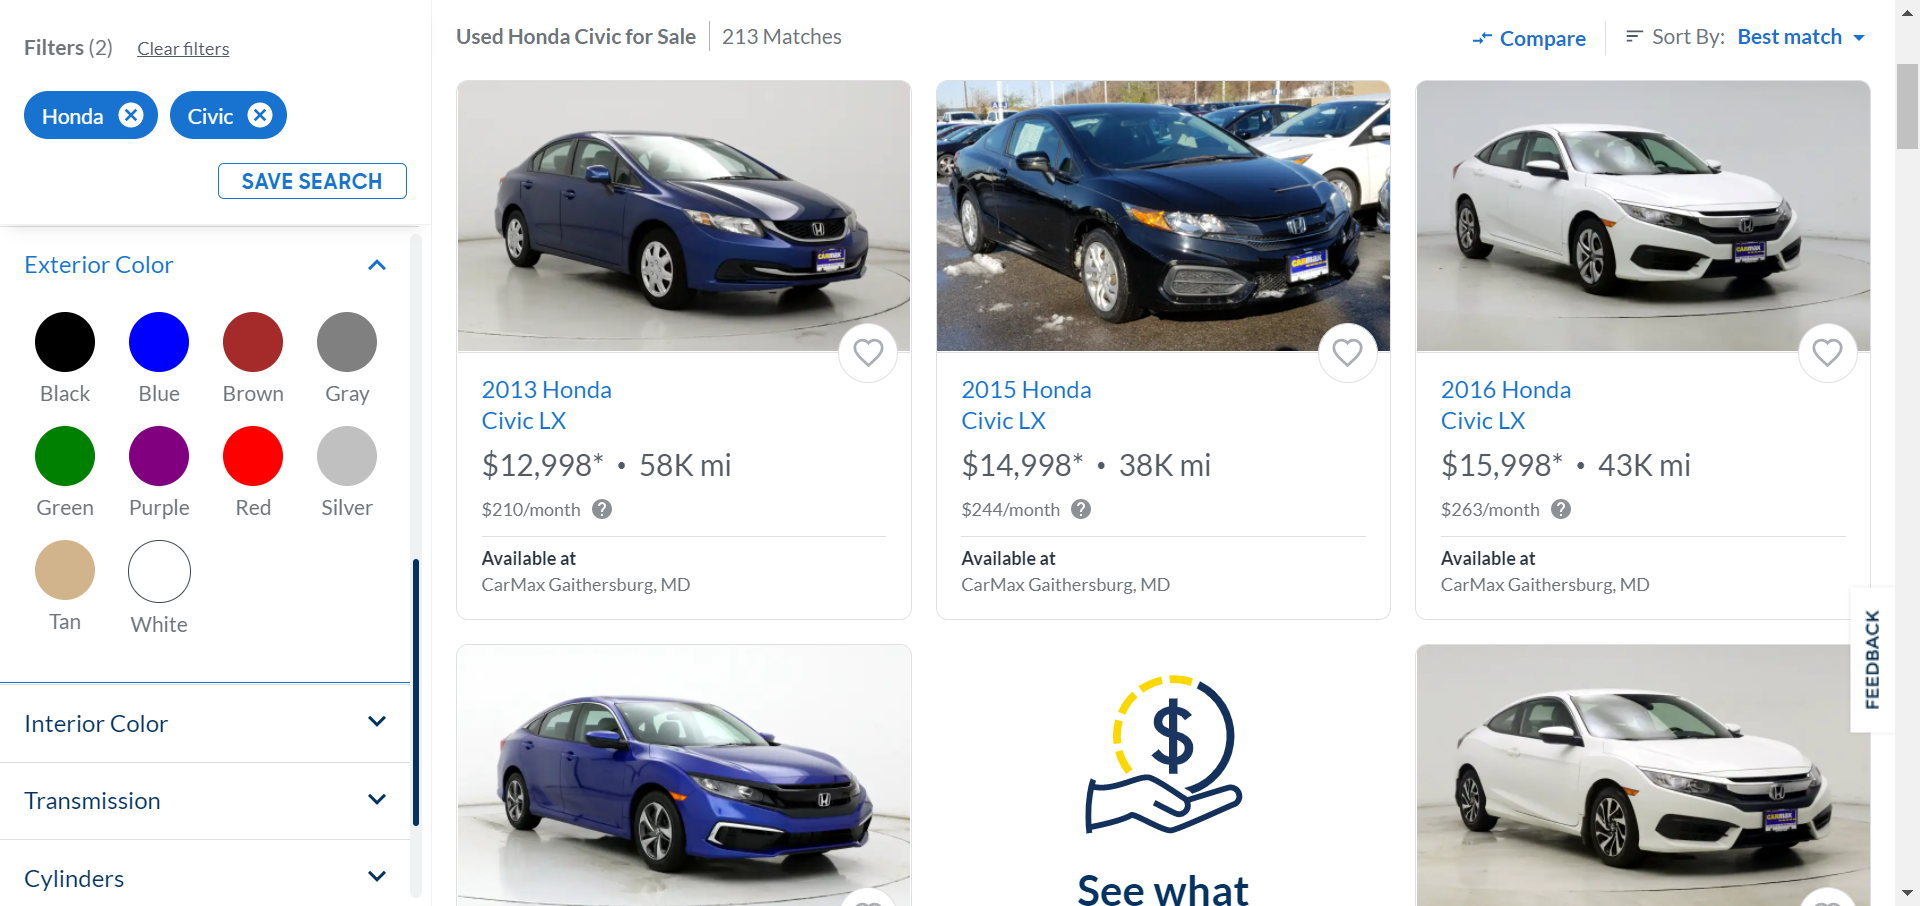 Filters (2) Clear filters
Honda Civic
SAVE SEARCH
Exterior Color
Black Blue Brown Gray
Green Purple Red Silver
Tan White
Interior Color
Transmission
Cylinders
Used Honda Civic for Sale 213 Matches
Compare Sort By: Best match
CARMAX
2013 Honda
Civic LX
$12,998* • 58K mi
$210/month ?
Available at
CarMax Gaithersburg, MD
CARMAX
2015 Honda
Civic LX
$14,998* • 38K mi
$244/month ?
Available at
CarMax Gaithersburg, MD
CARMAX
2016 Honda
Civic LX
$15,998* • 43K mi
$263/month ?
Available at
CarMax Gaithersburg, MD
$
See what
CARMAX
FEEDBACK